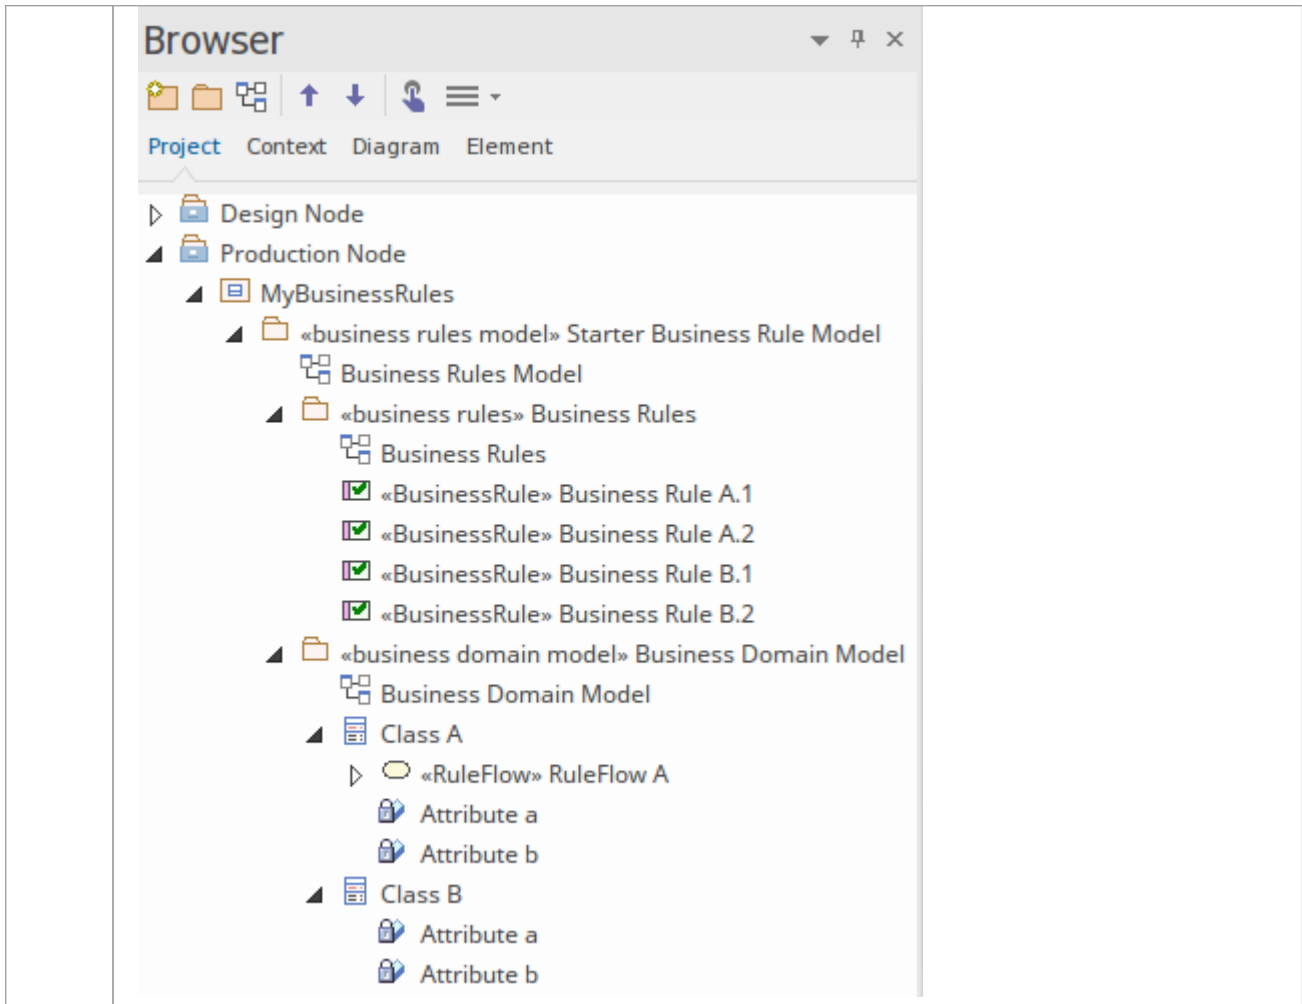 Browser
Project Context Diagram Element
Design Node
Production Node
MyBusinessRules
«business rules model» Starter Business Rule Model
Business Rules Model
«business rules» Business Rules
Business Rules
«BusinessRule» Business Rule A.1
«BusinessRule» Business Rule A.2
«BusinessRule» Business Rule B.1
«BusinessRule» Business Rule B.2
«business domain model» Business Domain Model
Business Domain Model
Class A
«RuleFlow» RuleFlow A
Attribute a
Attribute b
Class B
Attribute a
Attribute b